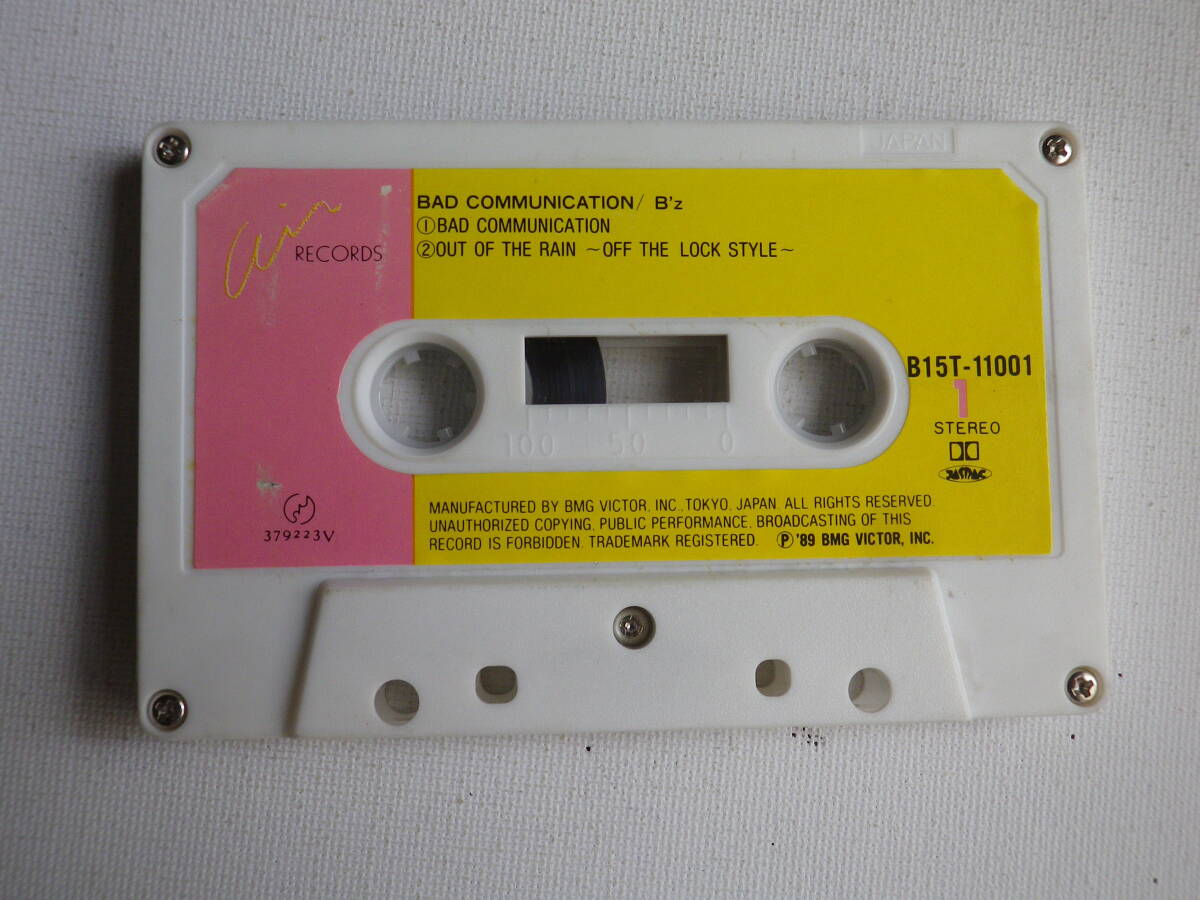 JAPAN
Air
RECORDS
BAD COMMUNICATION/ B'z
①BAD COMMUNICATION
②OUT OF THE RAIN ～OFF THE LOCK STYLE～
B15T-11001
1
STEREO
100 50 0
379223V
MANUFACTURED BY BMG VICTOR, INC., TOKYO, JAPAN. ALL RIGHTS RESERVED.
UNAUTHORIZED COPYING, PUBLIC PERFORMANCE, BROADCASTING OF THIS
RECORD IS FORBIDDEN. TRADEMARK REGISTERED. Ⓟ'89 BMG VICTOR, INC.